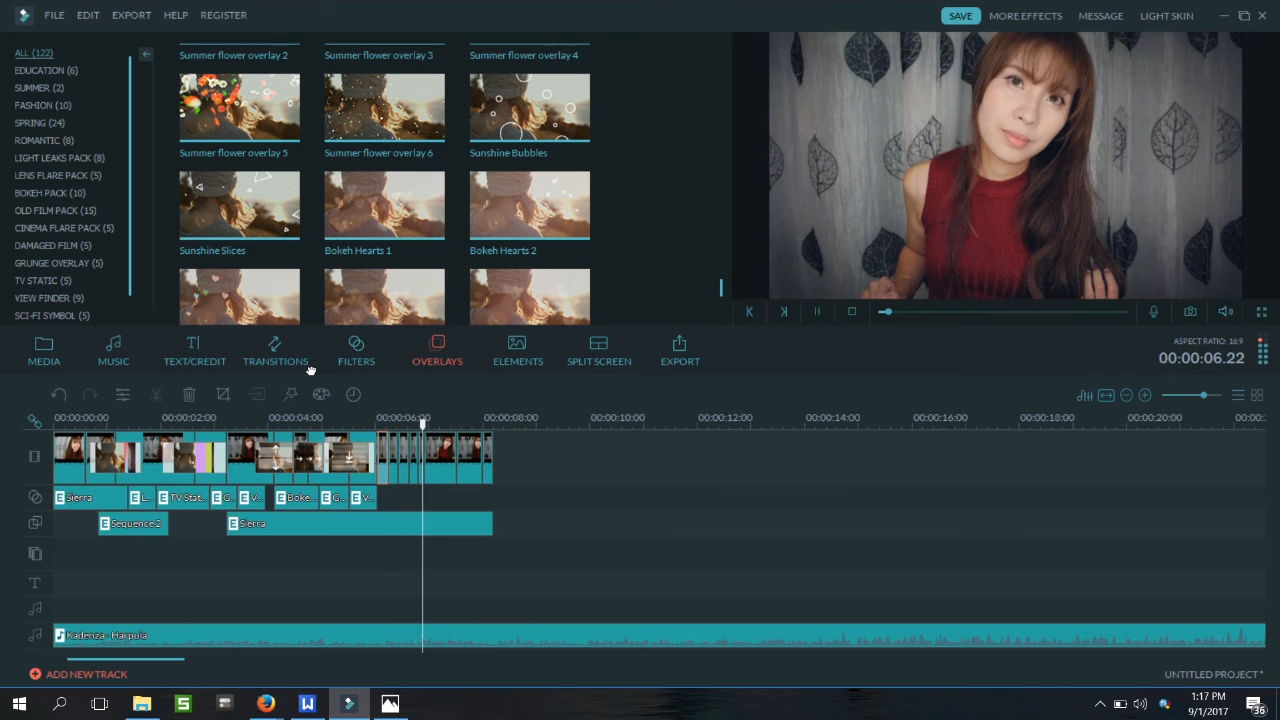 FILE EDIT EXPORT HELP REGISTER
SAVE MORE EFFECTS MESSAGE LIGHT SKIN
ALL (122)
EDUCATION (6)
SUMMER (2)
FASHION (10)
SPRING (24)
ROMANTIC (8)
LIGHT LEAKS PACK (8)
LENS FLARE PACK (5)
BOKEH PACK (10)
OLD FILM PACK (15)
CINEMA FLARE PACK (5)
DAMAGED FILM (5)
GRUNGE OVERLAY (5)
TV STATIC (5)
VIEW FINDER (9)
SCI-FI SYMBOL (5)
Summer flower overlay 2 Summer flower overlay 3 Summer flower overlay 4
Summer flower overlay 5 Summer flower overlay 6 Sunshine Bubbles
Sunshine Slices Bokeh Hearts 1 Bokeh Hearts 2
MEDIA MUSIC TEXT/CREDIT TRANSITIONS FILTERS OVERLAYS ELEMENTS SPLIT SCREEN EXPORT
ASPECT RATIO: 16:9
00:00:06.22
00:00:00:00 00:00:02:00 00:00:04:00 00:00:06:00 00:00:08:00 00:00:10:00 00:00:12:00 00:00:14:00 00:00:16:00 00:00:18:00 00:00:20:00 00:00:2
E Sierra E L... E TV Stat... E G... E V... E Boke... E G... E V...
E Sequence 2 E Sierra
T
Kadenza - Harpuia
ADD NEW TRACK
UNTITLED PROJECT *
S W
1:17 PM
9/1/2017
36